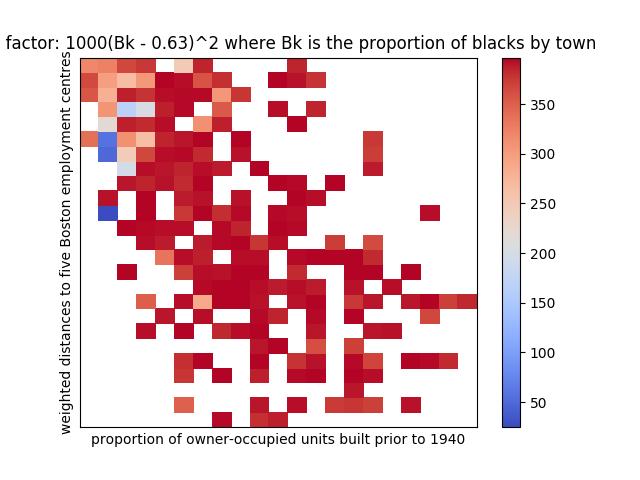 factor: 1000(Bk - 0.63)^2 where Bk is the proportion of blacks by town
weighted distances to five Boston employment centres
proportion of owner-occupied units built prior to 1940
350
300
250
200
150
100
50